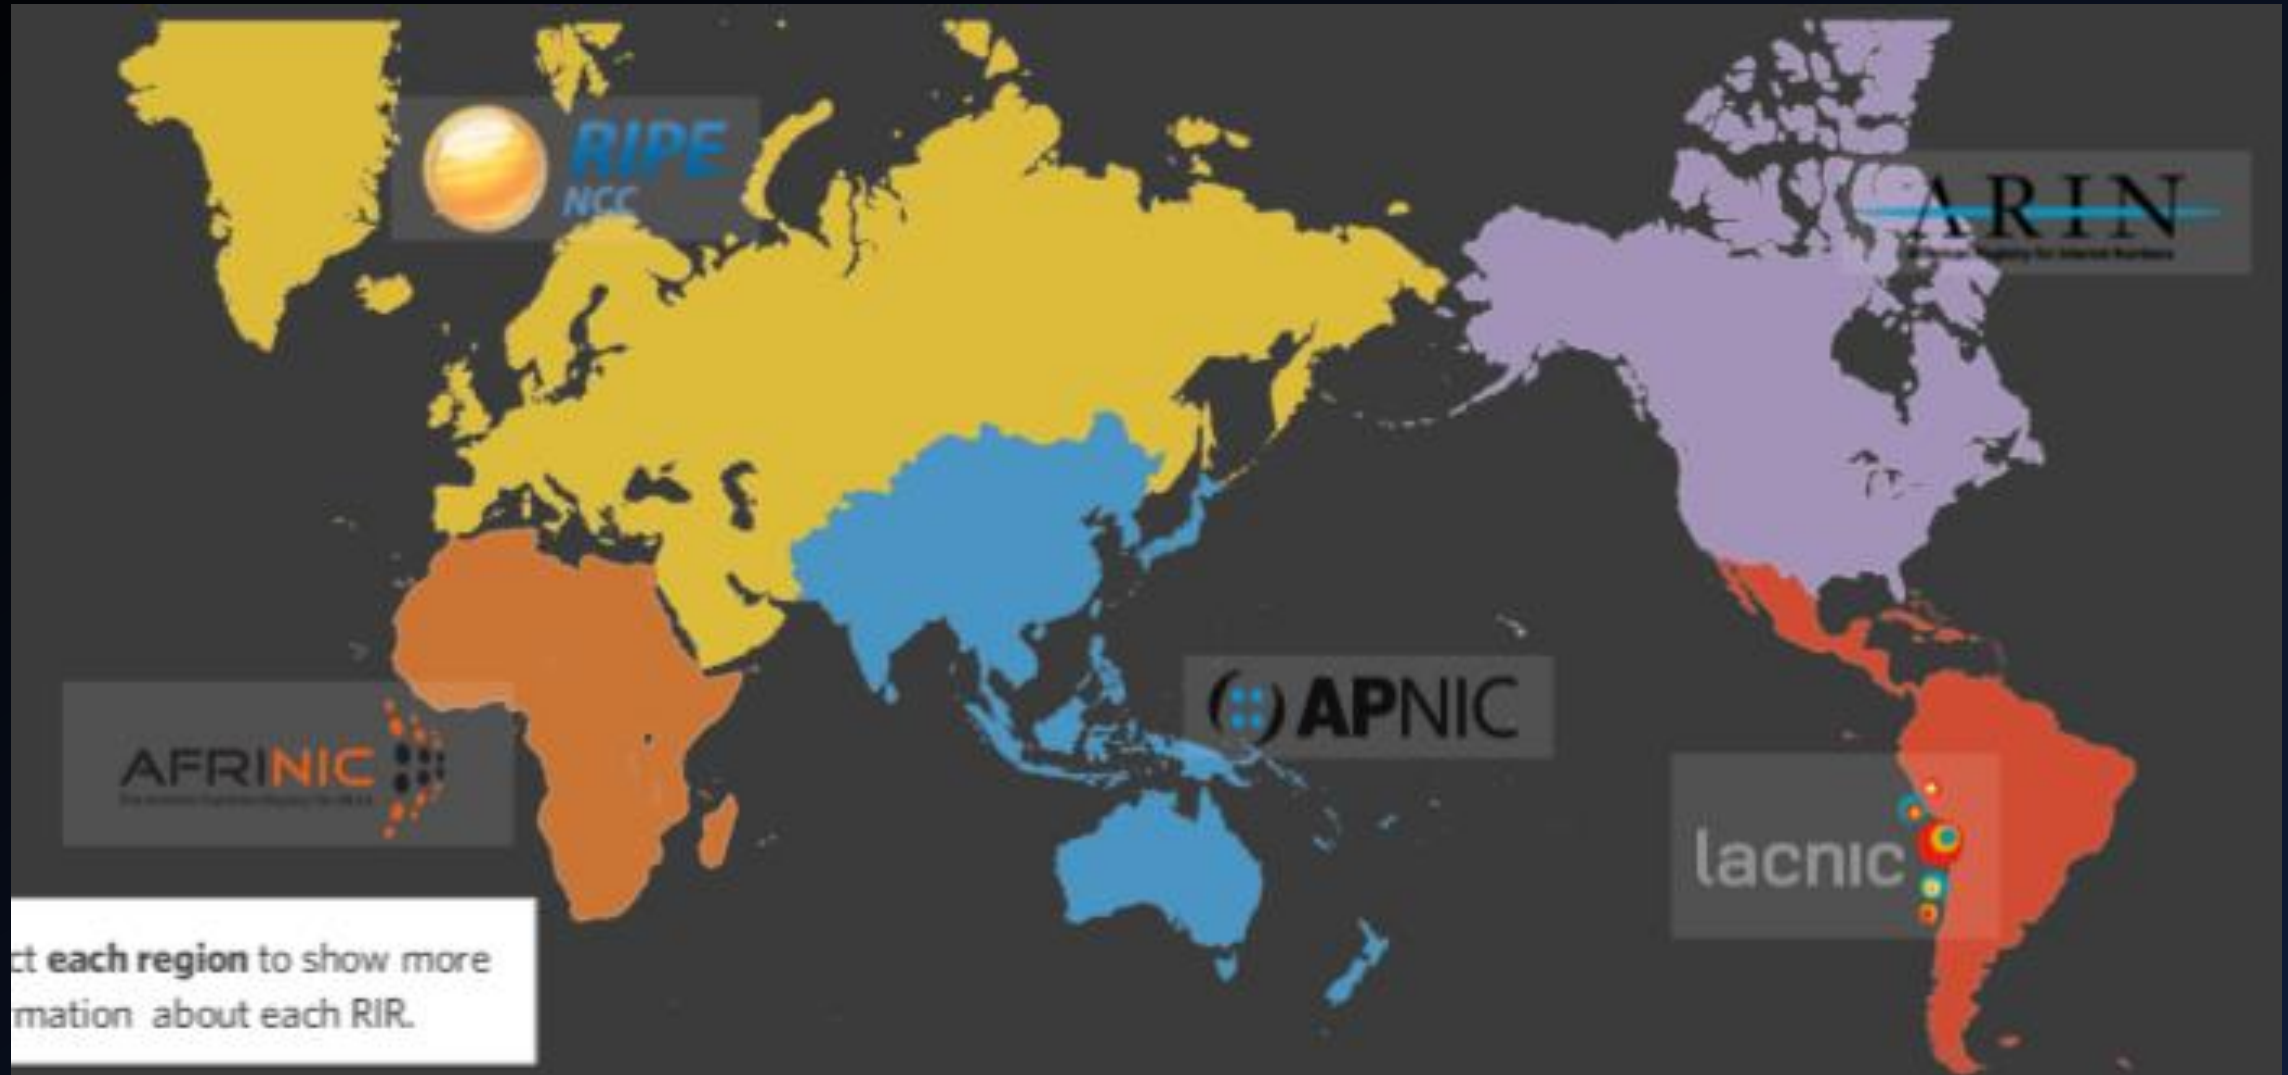 RIPE
NCC
ARIN
AFRINIC
APNIC
lacnic
ct each region to show more
rmation about each RIR.